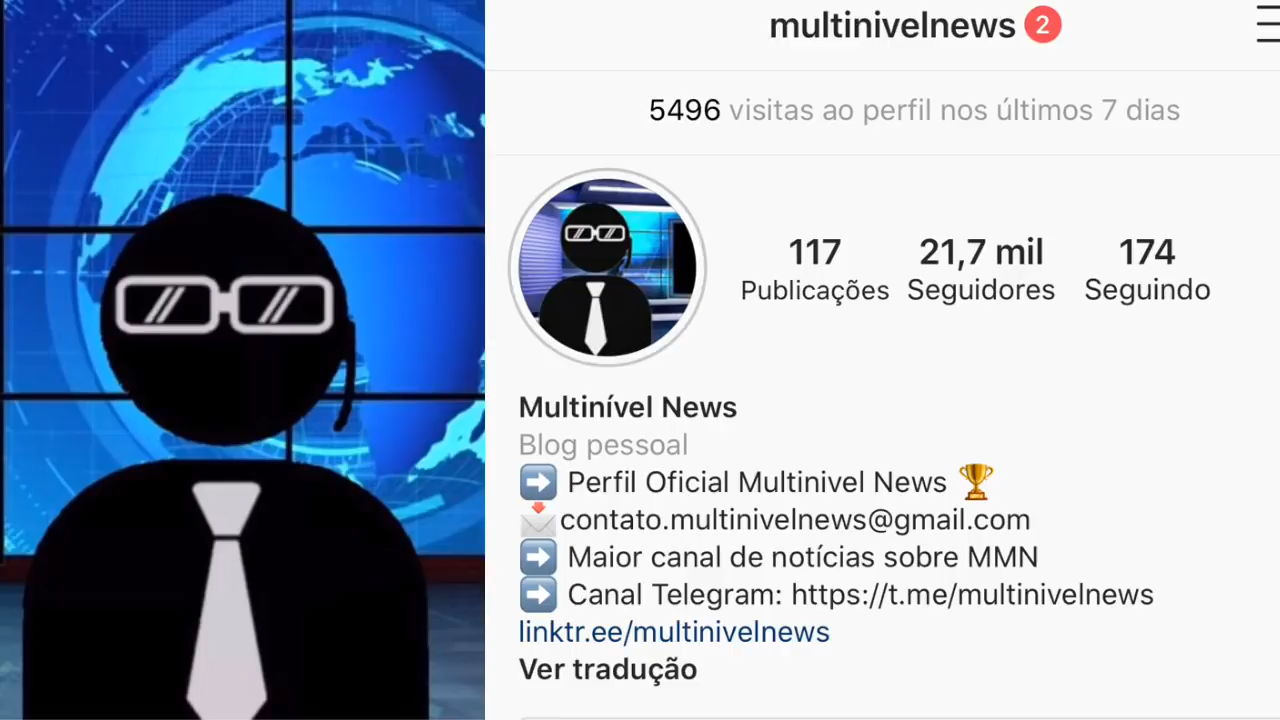 multinivelnews 2
5496 visitas ao perfil nos últimos 7 dias
117 21,7 mil 174
Publicações Seguidores Seguindo
Multinível News
Blog pessoal
➡️ Perfil Oficial Multinivel News 🏆
📩contato.multinivelnews@gmail.com
➡️ Maior canal de notícias sobre MMN
➡️ Canal Telegram: https://t.me/multinivelnews
linktr.ee/multinivelnews
Ver tradução